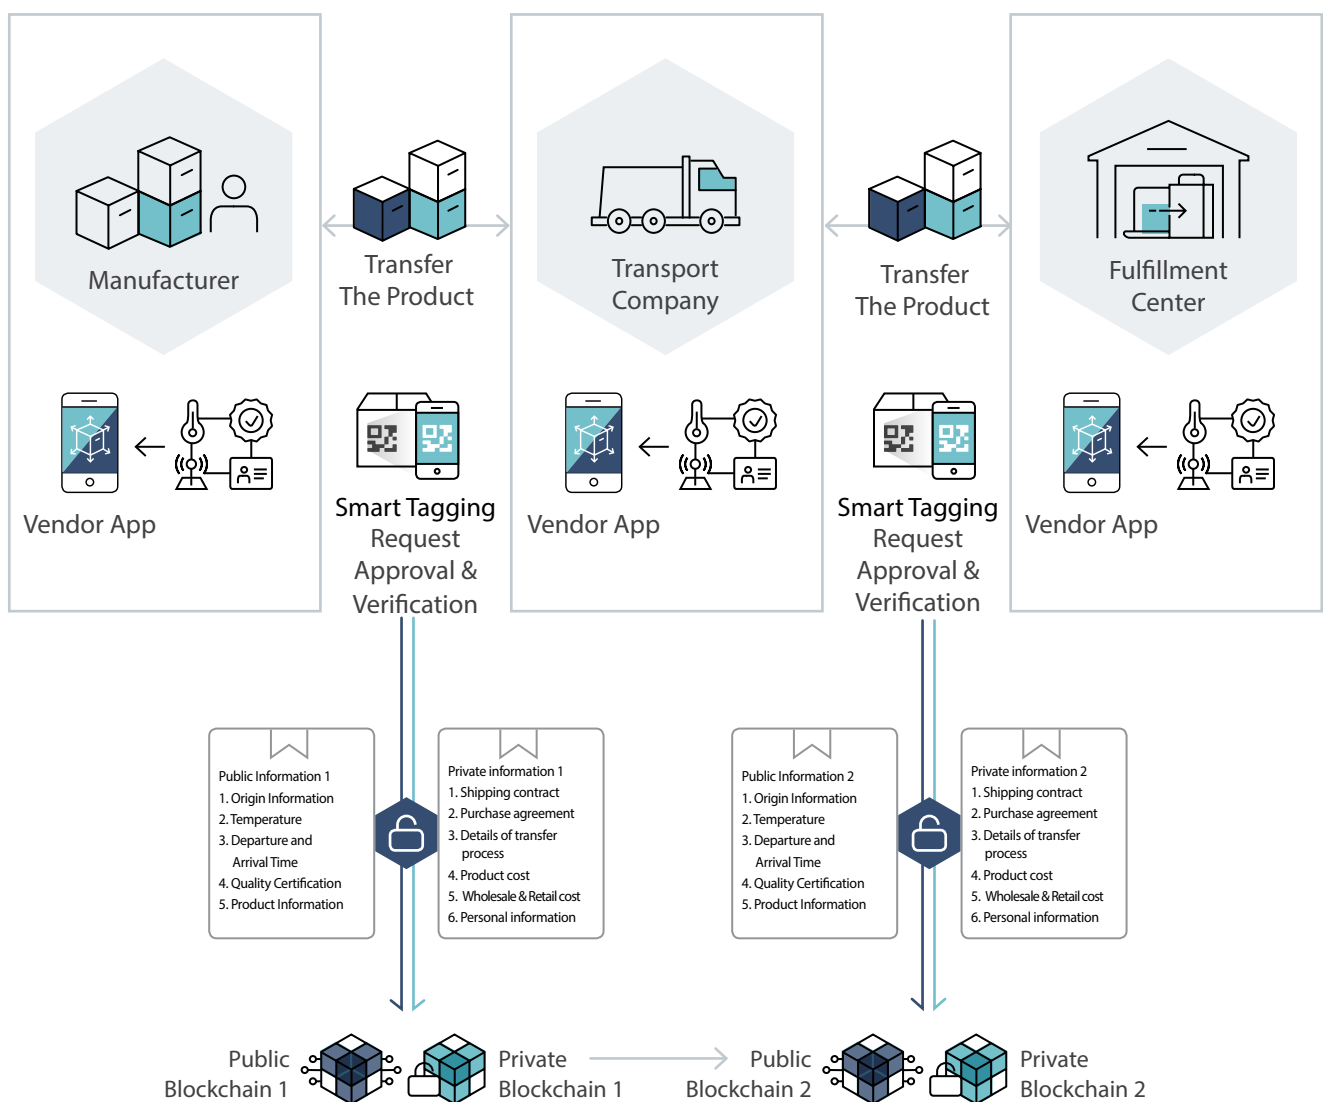 Manufacturer
Transfer
The Product
Transport
Company
Transfer
The Product
Fulfillment
Center
Vendor App
Smart Tagging
Request
Approval &
Verification
Vendor App
Smart Tagging
Request
Approval &
Verification
Vendor App
Public Information 1
1. Origin Information
2. Temperature
3. Departure and
Arrival Time
4. Quality Certification
5. Product Information
Private information 1
1. Shipping contract
2. Purchase agreement
3. Details of transfer
process
4. Product cost
5. Wholesale & Retail cost
6. Personal information
Public Information 2
1. Origin Information
2. Temperature
3. Departure and
Arrival Time
4. Quality Certification
5. Product Information
Private information 2
1. Shipping contract
2. Purchase agreement
3. Details of transfer
process
4. Product cost
5. Wholesale & Retail cost
6. Personal information
Public
Blockchain 1
Private
Blockchain 1
Public
Blockchain 2
Private
Blockchain 2